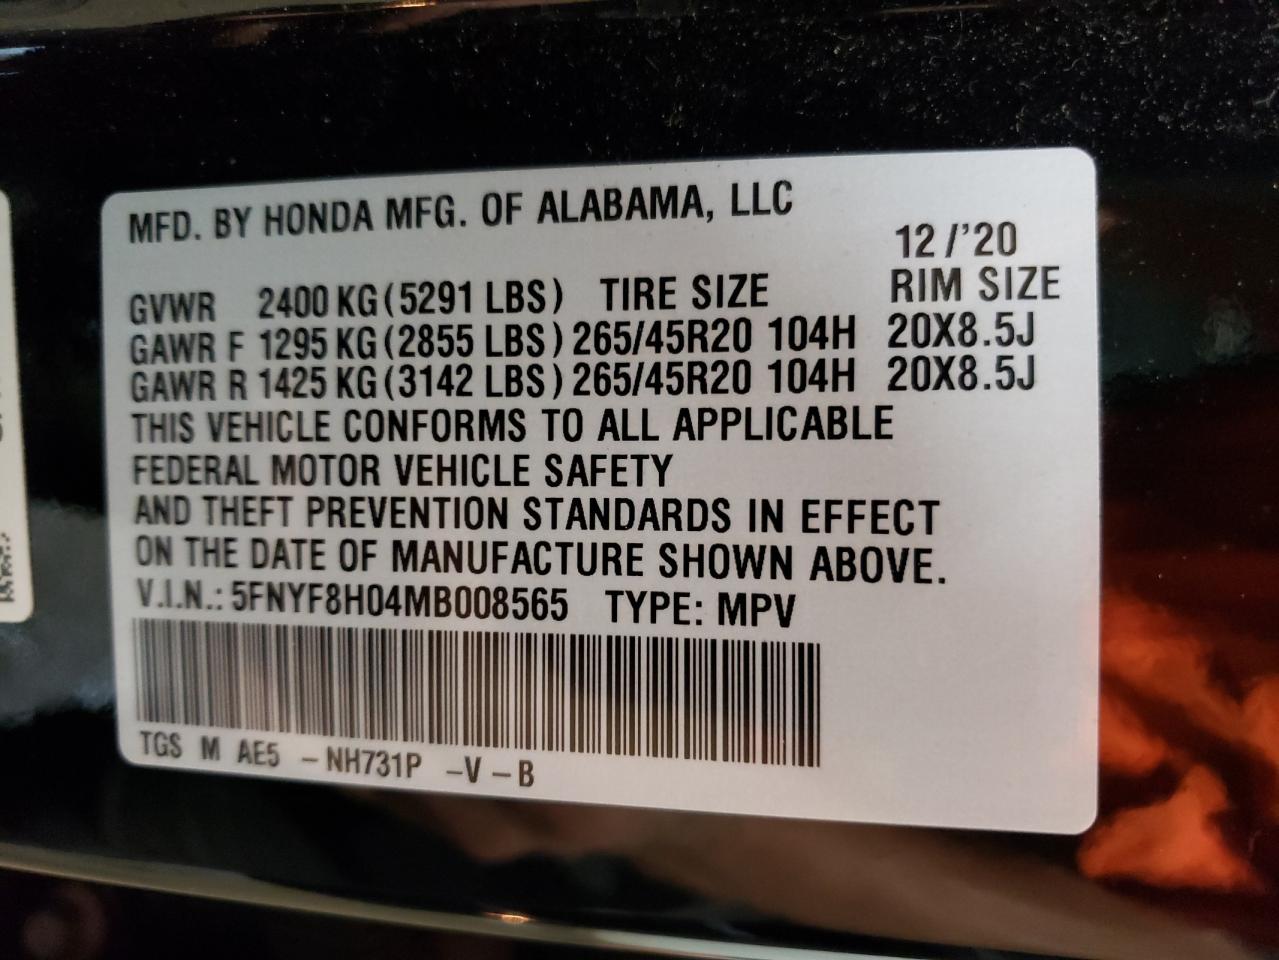 MFD. BY HONDA MFG. OF ALABAMA, LLC
12 /'20
GVWR 2400 KG (5291 LBS) TIRE SIZE RIM SIZE
GAWR F 1295 KG (2855 LBS) 265/45R20 104H 20X8.5J
GAWR R 1425 KG (3142 LBS) 265/45R20 104H 20X8.5J
THIS VEHICLE CONFORMS TO ALL APPLICABLE
FEDERAL MOTOR VEHICLE SAFETY
AND THEFT PREVENTION STANDARDS IN EFFECT
ON THE DATE OF MANUFACTURE SHOWN ABOVE.
V.I.N.: 5FNYF8H04MB008565 TYPE: MPV
TGS M AE5 -NH731P -V-B